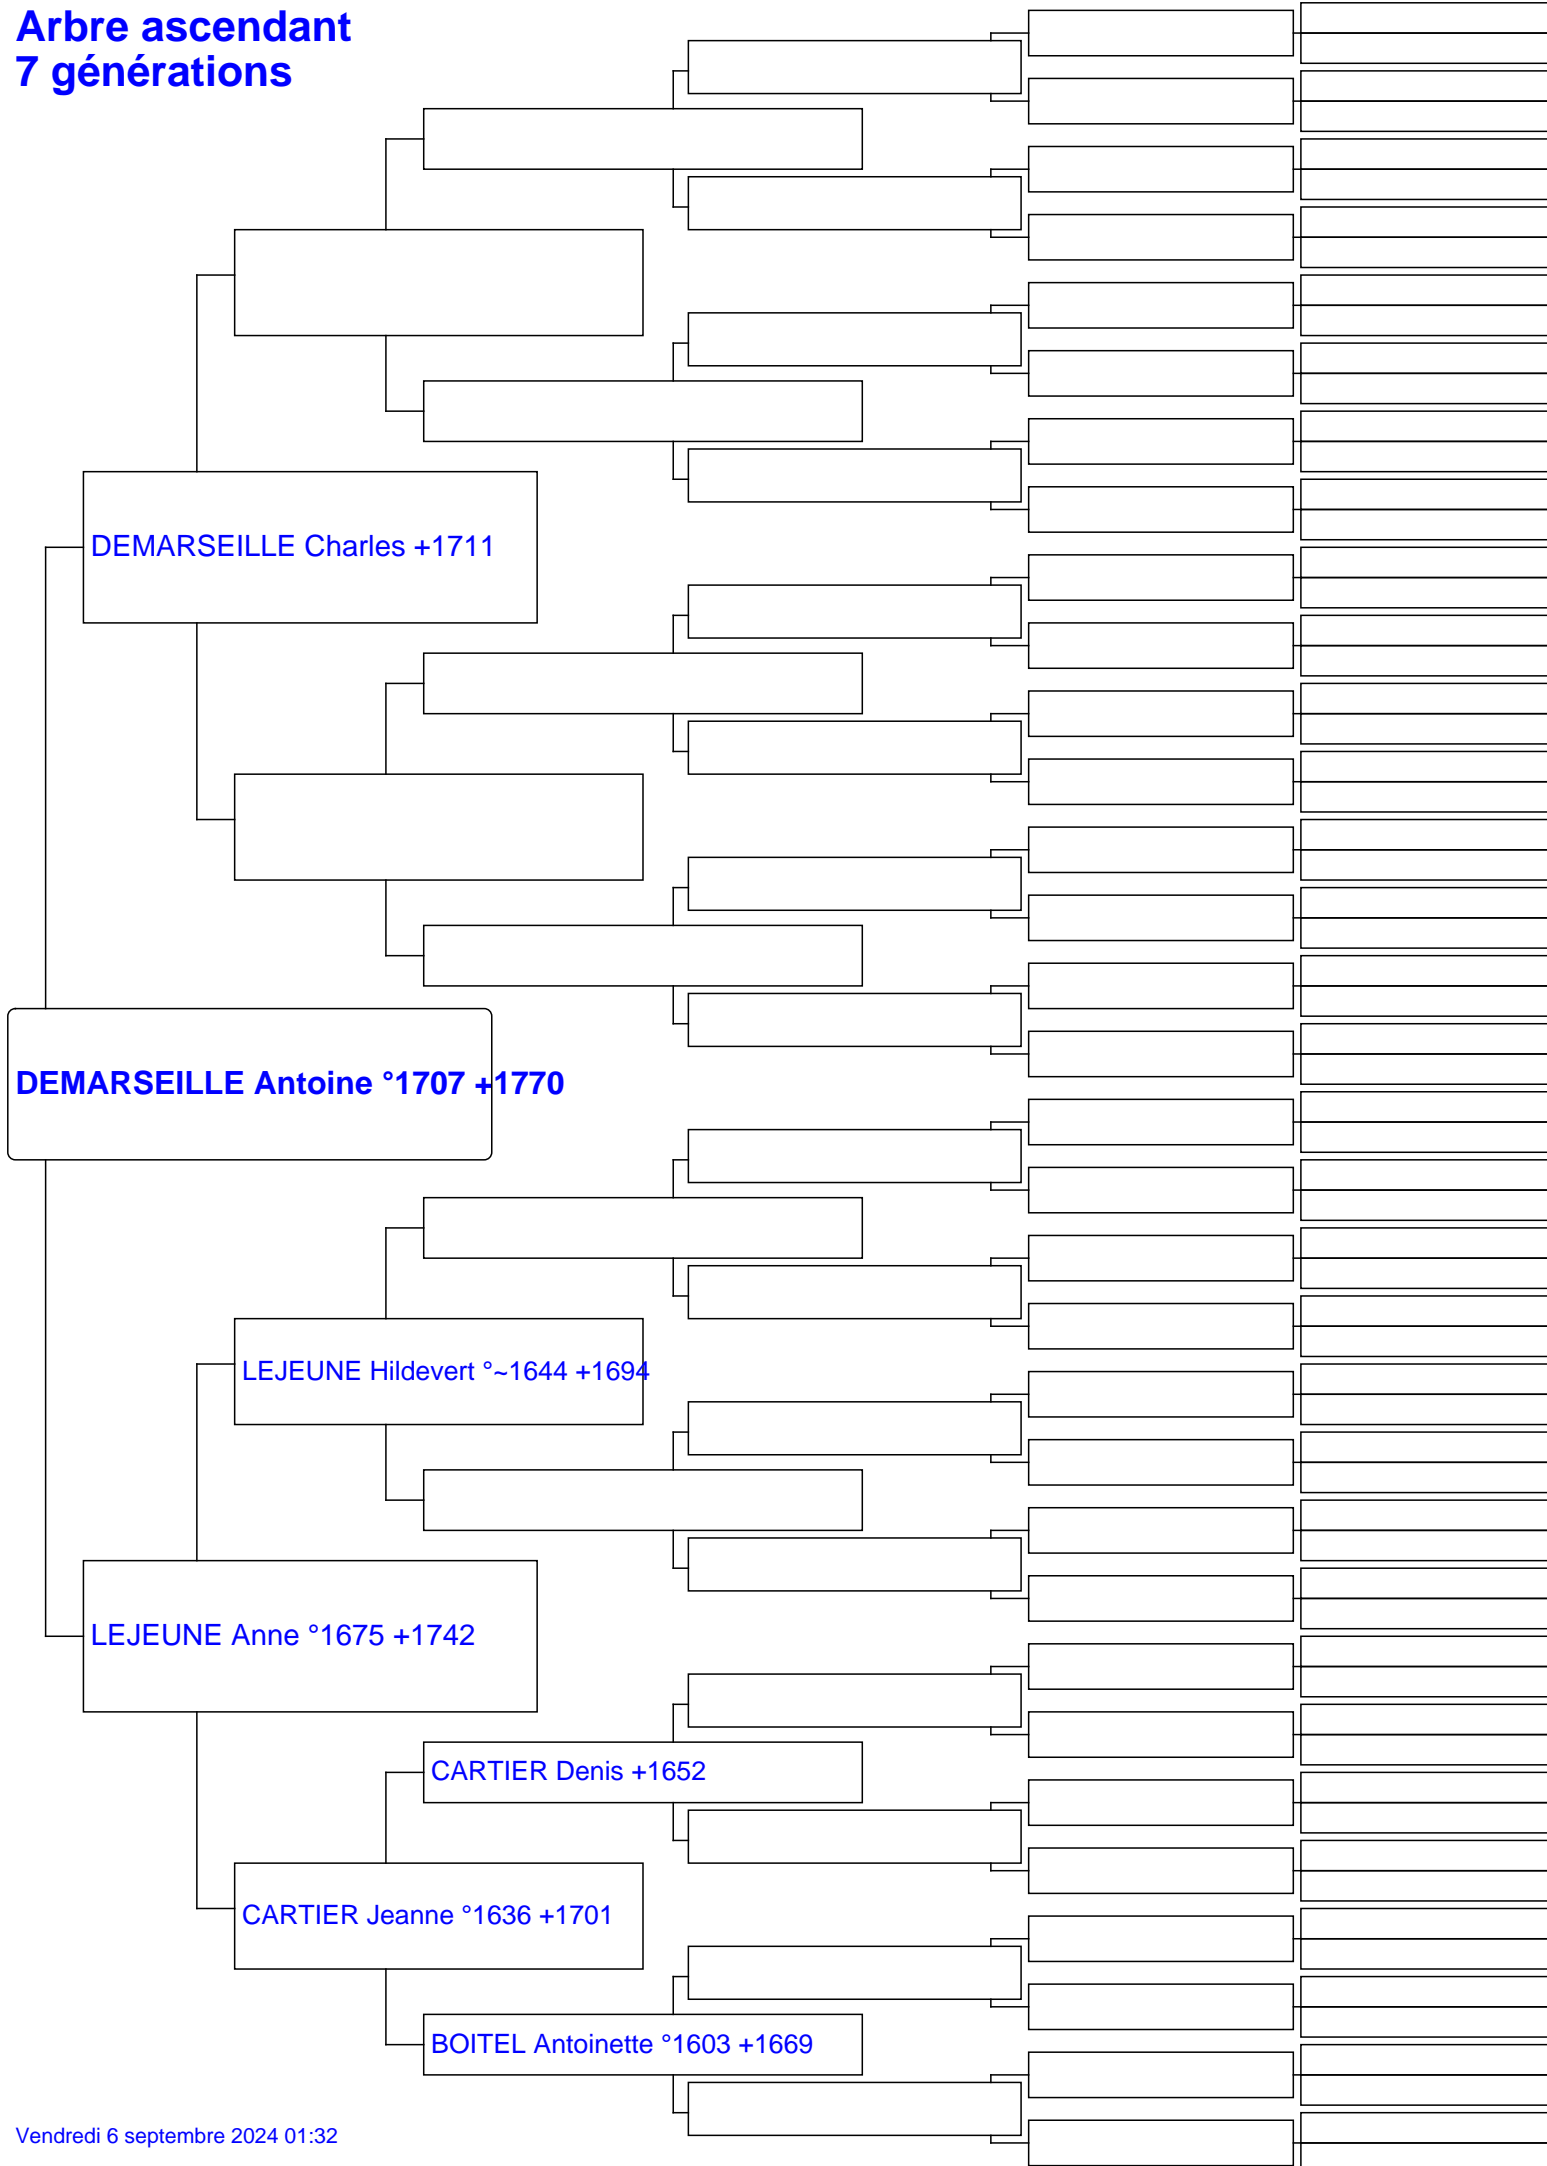 Arbre ascendant
7 générations
DEMARSEILLE Charles +1711
DEMARSEILLE Antoine °1707 +1770
LEJEUNE Hildevert °~1644 +1694
LEJEUNE Anne °1675 +1742
CARTIER Denis +1652
CARTIER Jeanne °1636 +1701
BOITEL Antoinette °1603 +1669
Vendredi 6 septembre 2024 01:32